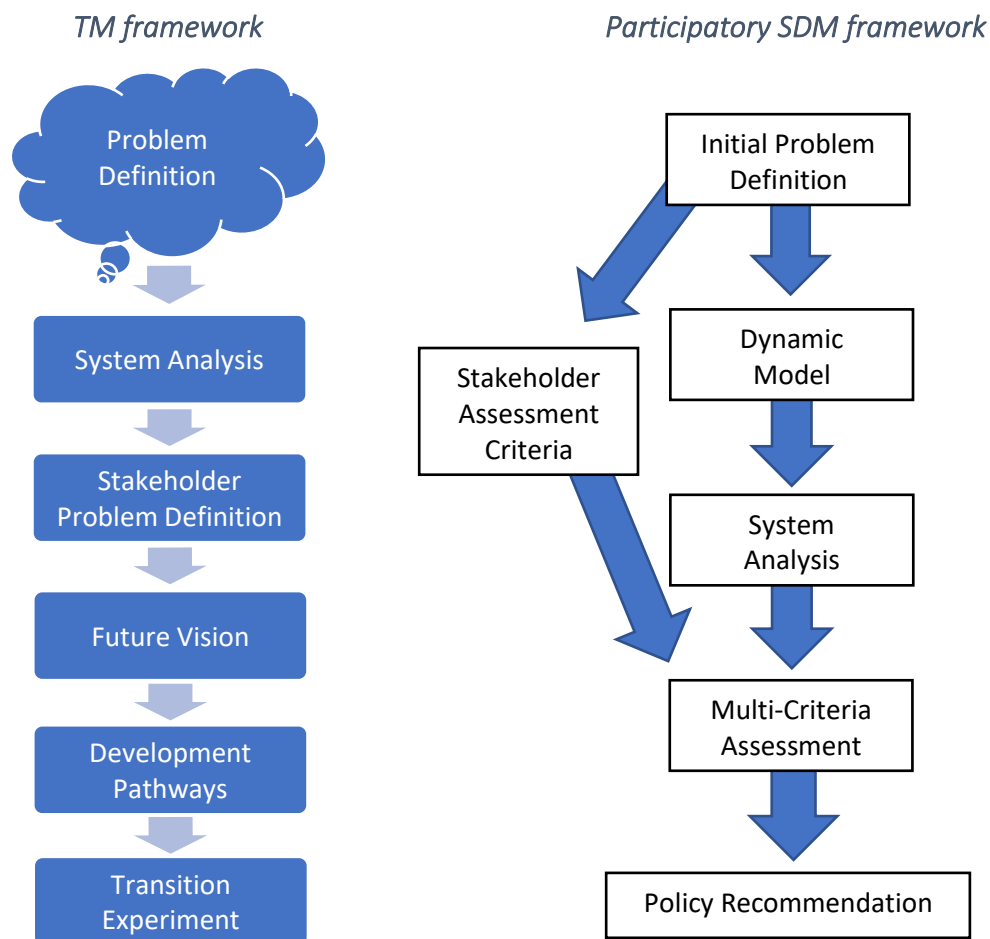 TM framework
Problem
Definition
System Analysis
Stakeholder
Problem Definition
Future Vision
Development
Pathways
Transition
Experiment
Participatory SDM framework
Initial Problem
Definition
Stakeholder
Assessment
Criteria
Dynamic
Model
System
Analysis
Multi-Criteria
Assessment
Policy Recommendation